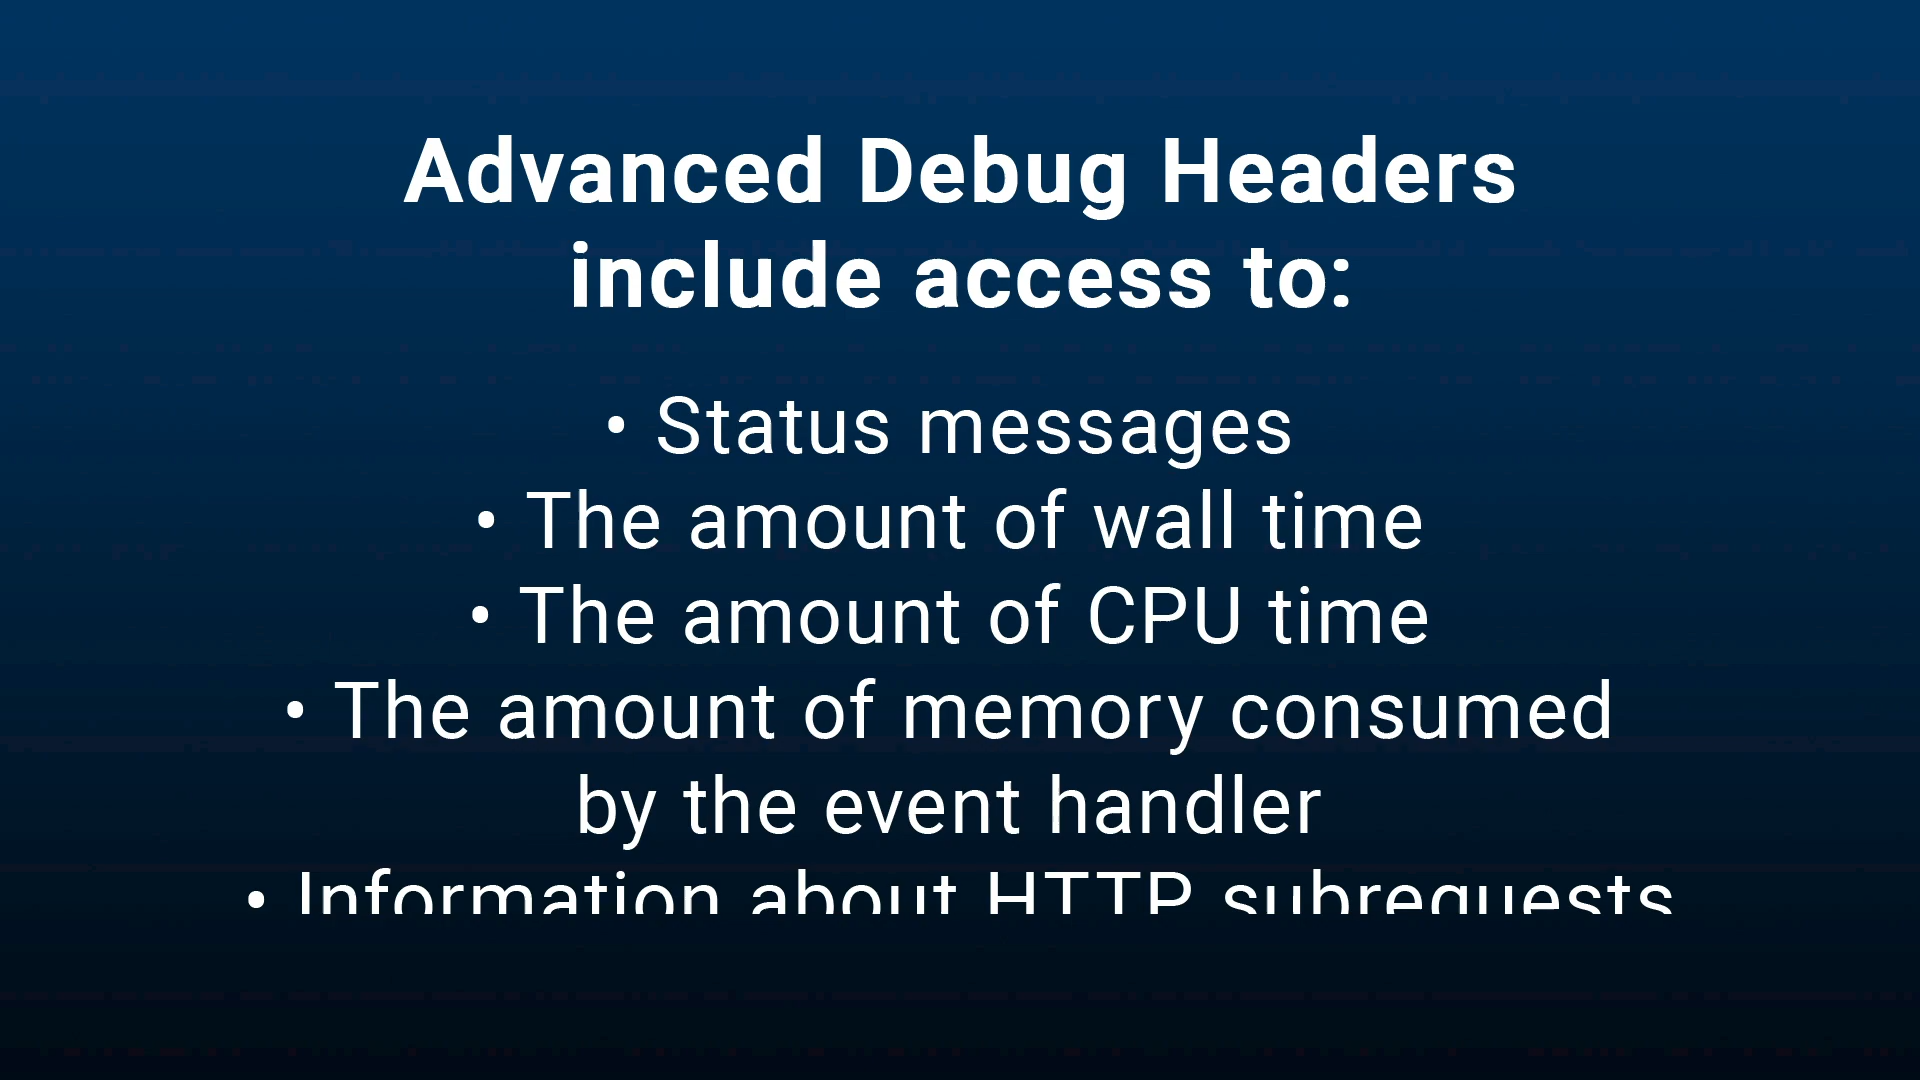 Advanced Debug Headers
include access to:
• Status messages
• The amount of wall time
• The amount of CPU time
• The amount of memory consumed
by the event handler
• Information about HTTP subrequests